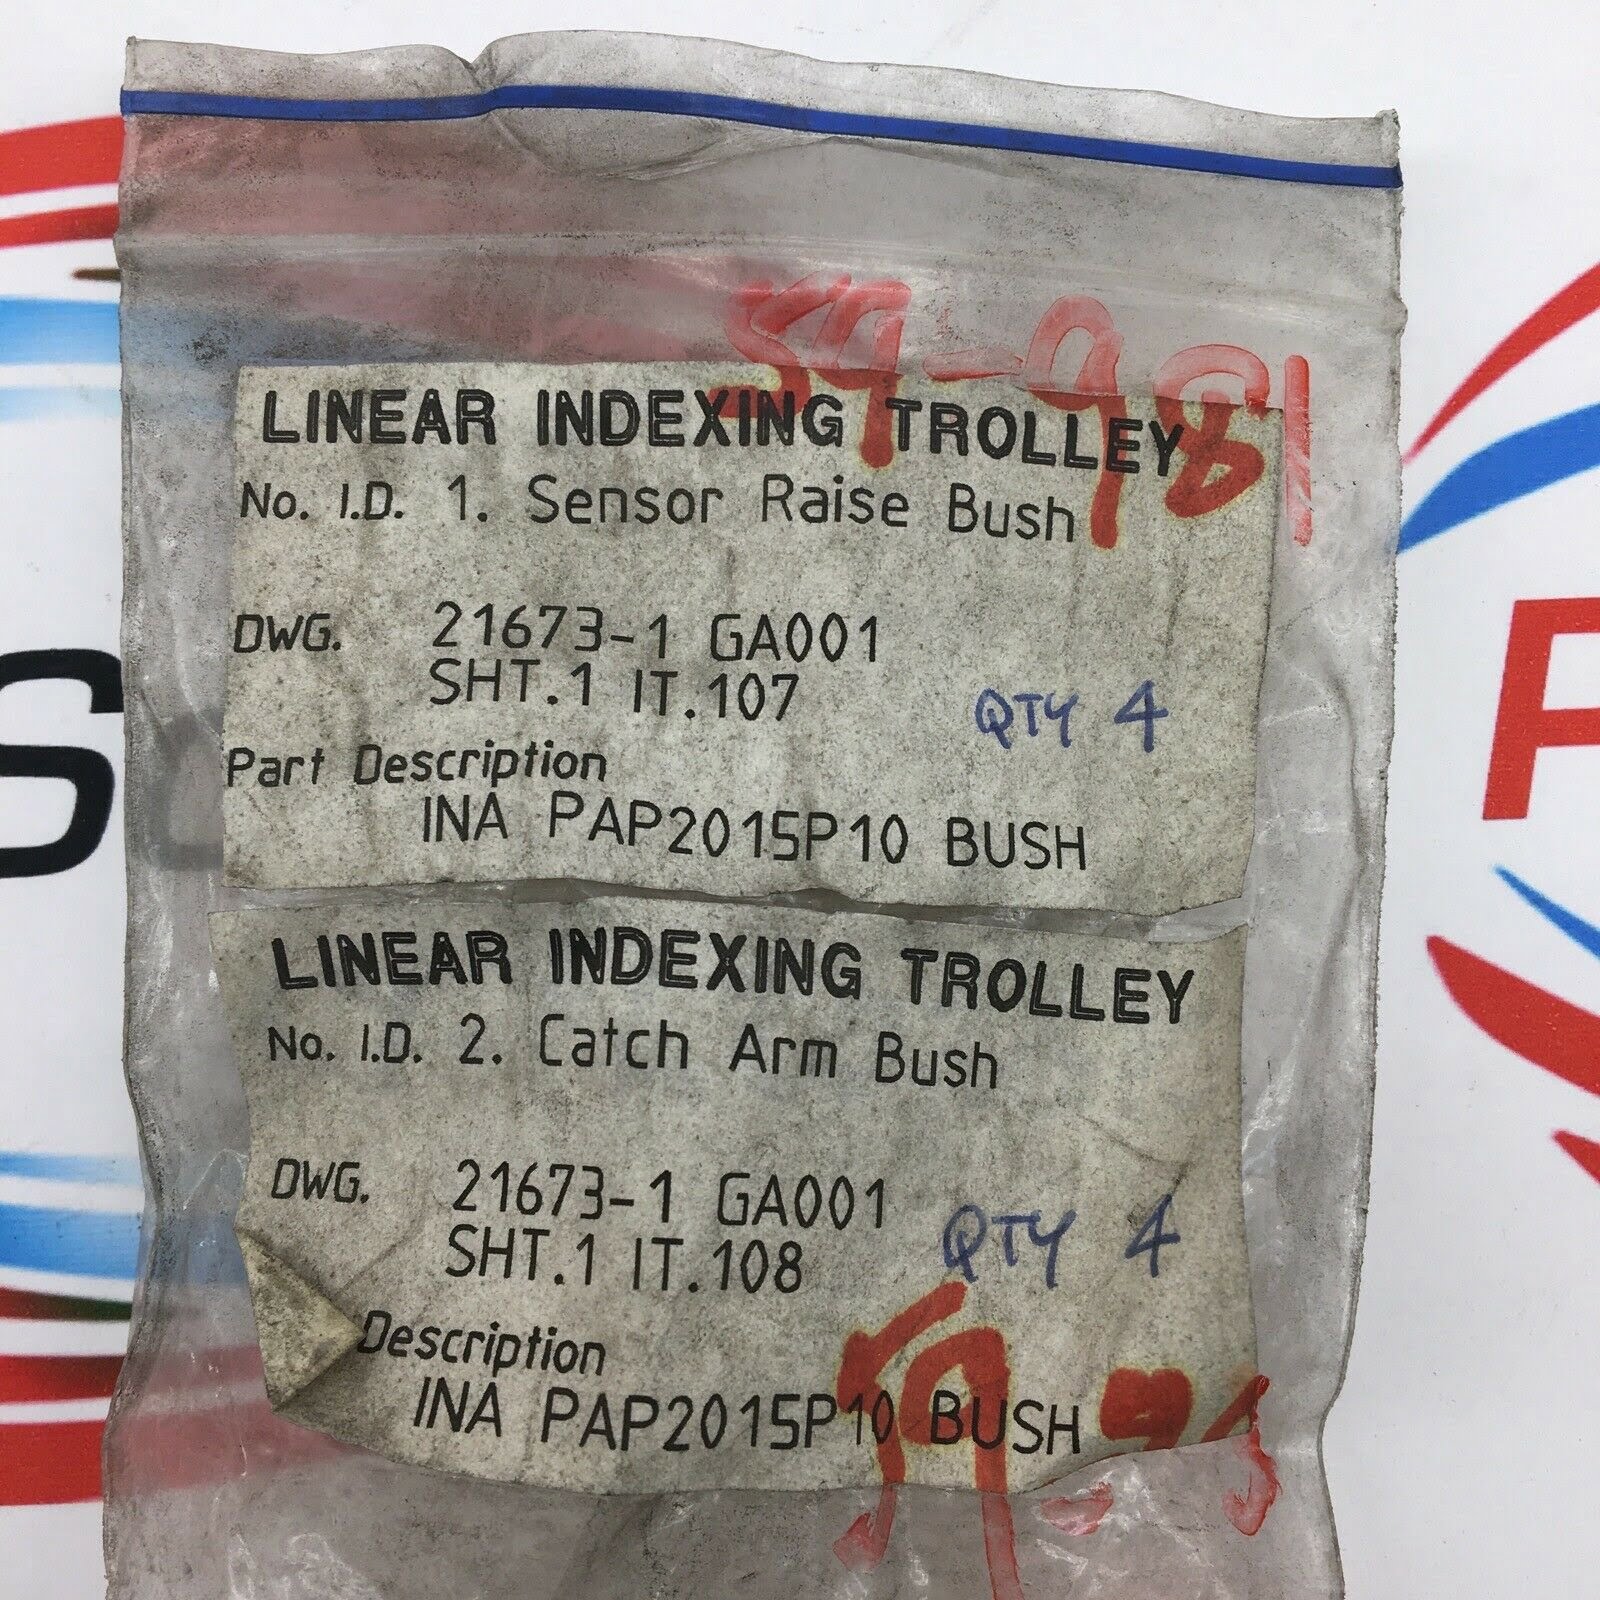 59-981
LINEAR INDEXING TROLLEY
No. I.D. 1. Sensor Raise Bush
DWG. 21673-1 GA001
SHT.1 IT.107
QTY 4
Part Description
INA PAP2015P10 BUSH
LINEAR INDEXING TROLLEY
No. I.D. 2. Catch Arm Bush
DWG. 21673-1 GA001
SHT.1 IT.108
QTY 4
Description
INA PAP2015P10 BUSH
S
P